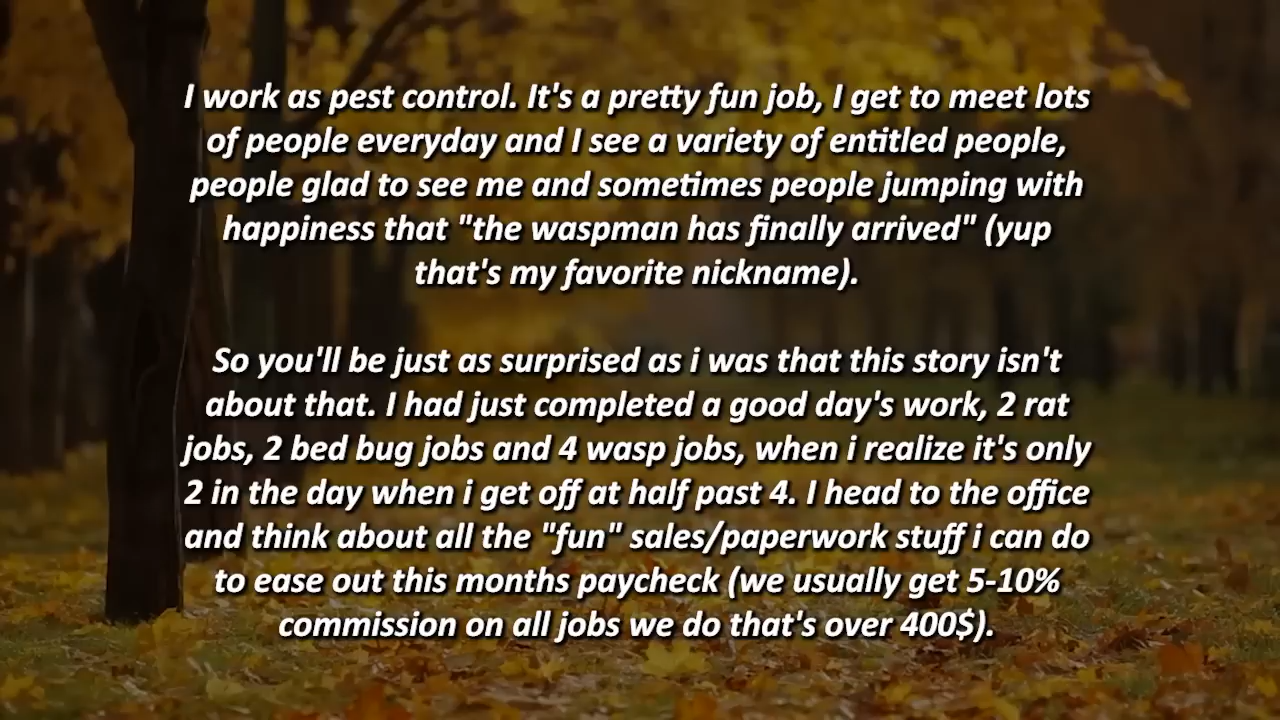 I work as pest control. It's a pretty fun job, I get to meet lots
of people everyday and I see a variety of entitled people,
people glad to see me and sometimes people jumping with
happiness that "the waspman has finally arrived" (yup
that's my favorite nickname).
So you'll be just as surprised as i was that this story isn't
about that. I had just completed a good day's work, 2 rat
jobs, 2 bed bug jobs and 4 wasp jobs, when i realize it's only
2 in the day when i get off at half past 4. I head to the office
and think about all the "fun" sales/paperwork stuff i can do
to ease out this months paycheck (we usually get 5-10%
commission on all jobs we do that's over 400$).